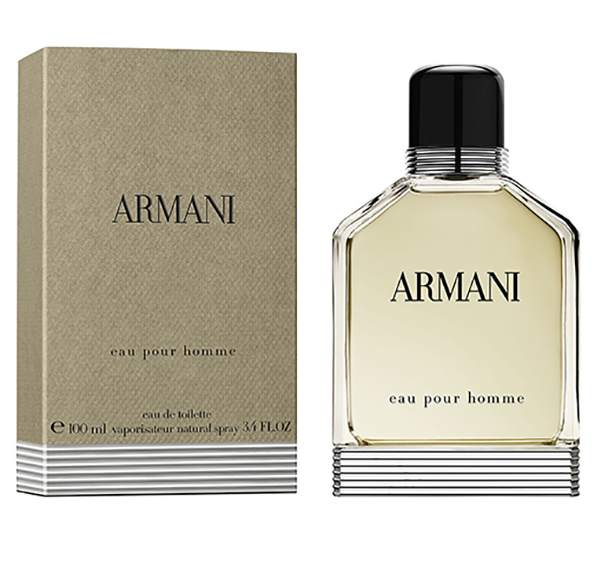 ARMANI
eau pour homme
eau de toilette
℮ 100 ml vaporisateur natural spray 3.4 FL.OZ
ARMANI
eau pour homme